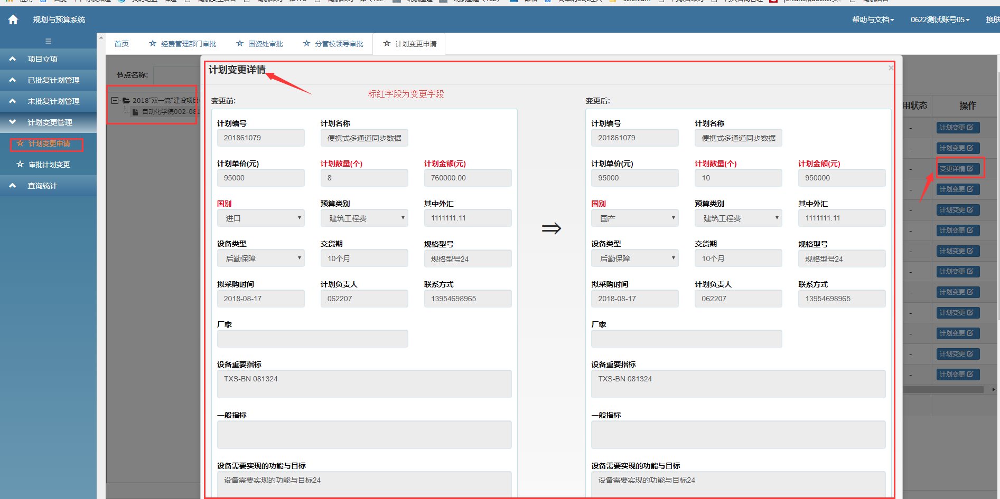 规划与预算系统
帮助与文档
0622测试账号05
换肤
首页
经费管理部门审批
国资处审批
分管校领导审批
计划变更申请
项目立项
已批复计划管理
未批复计划管理
计划变更管理
计划变更申请
审批计划变更
查询统计
节点名称:
2018"双一流"建设项目
自动化学院002-081
计划变更详情
×
标红字段为变更字段
变更前:
计划编号 计划名称
201861079 便携式多通道同步数据
计划单价(元) 计划数量(个) 计划金额(元)
95000 8 760000.00
国别 预算类别 其中外汇
进口 建筑工程费 1111111.11
设备类型 交货期 规格型号
后勤保障 10个月 规格型号24
拟采购时间 计划负责人 联系方式
2018-08-17 062207 13954698965
厂家
设备重要指标
TXS-BN 081324
一般指标
设备需要实现的功能与目标
设备需要实现的功能与目标24
⇒
变更后:
计划编号 计划名称
201861079 便携式多通道同步数据
计划单价(元) 计划数量(个) 计划金额(元)
95000 10 950000
国别 预算类别 其中外汇
国产 建筑工程费 1111111.11
设备类型 交货期 规格型号
后勤保障 10个月 规格型号24
拟采购时间 计划负责人 联系方式
2018-08-17 062207 13954698965
厂家
设备重要指标
TXS-BN 081324
一般指标
设备需要实现的功能与目标
设备需要实现的功能与目标24
用状态 操作
- 计划变更
- 计划变更
- 变更详情
- 计划变更
- 计划变更
- 计划变更
- 计划变更
- 计划变更
- 计划变更
- 计划变更
- 计划变更
- 计划变更
- 计划变更